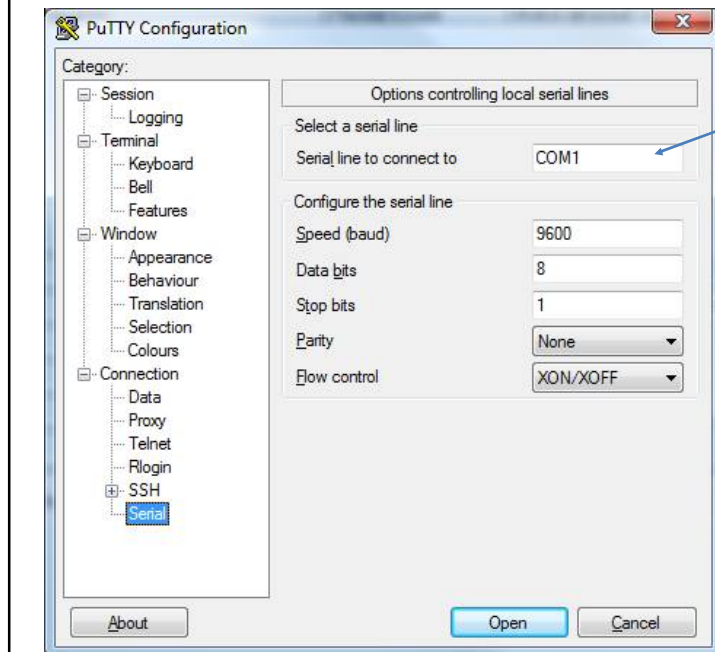 PuTTY Configuration
Category:
Session
Logging
Terminal
Keyboard
Bell
Features
Window
Appearance
Behaviour
Translation
Selection
Colours
Connection
Data
Proxy
Telnet
Rlogin
SSH
Serial
Options controlling local serial lines
Select a serial line
Serial line to connect to COM1
Configure the serial line
Speed (baud) 9600
Data bits 8
Stop bits 1
Parity None
Flow control XON/XOFF
About Open Cancel